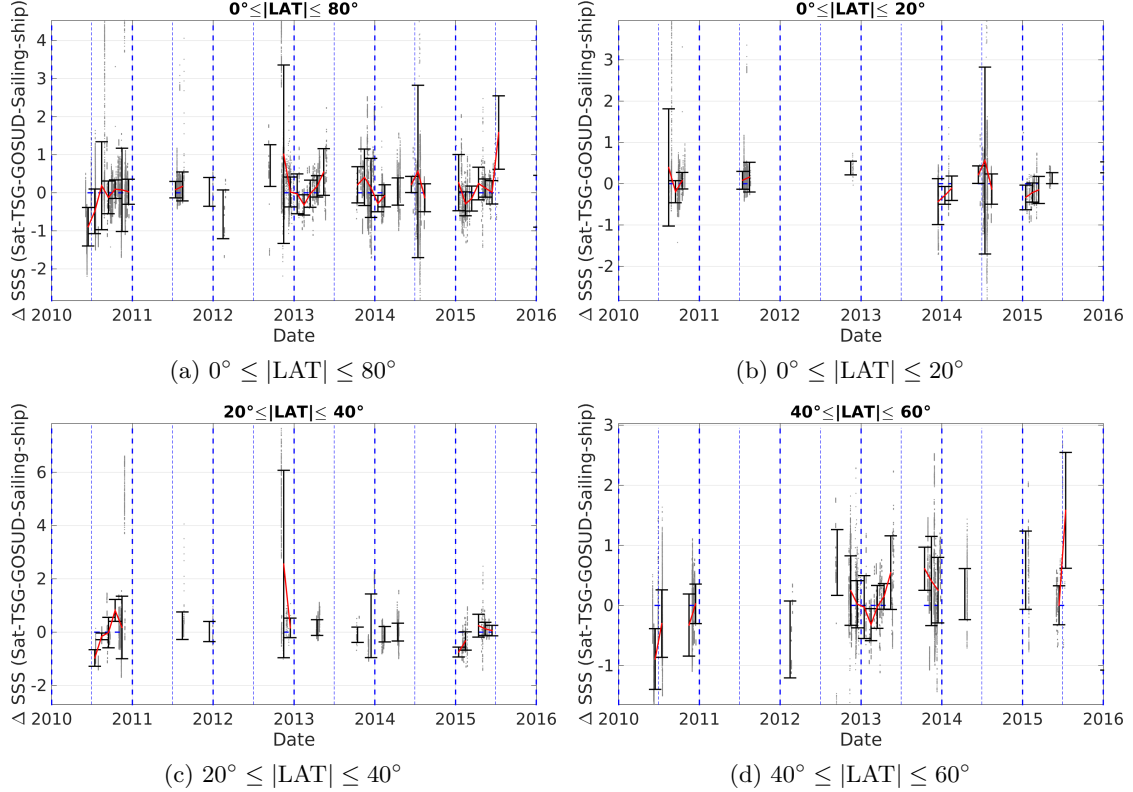 0°≤|LAT|≤ 80°
Δ SSS (Sat-TSG-GOSUD-Sailing-ship)
4
3
2
1
0
-1
-2
2010 2011 2012 2013 2014 2015 2016
Date
(a) 0° ≤ |LAT| ≤ 80°
0°≤|LAT|≤ 20°
Δ SSS (Sat-TSG-GOSUD-Sailing-ship)
3
2
1
0
-1
-2
2010 2011 2012 2013 2014 2015 2016
Date
(b) 0° ≤ |LAT| ≤ 20°
20°≤|LAT|≤ 40°
Δ SSS (Sat-TSG-GOSUD-Sailing-ship)
6
4
2
0
-2
2010 2011 2012 2013 2014 2015 2016
Date
(c) 20° ≤ |LAT| ≤ 40°
40°≤|LAT|≤ 60°
Δ SSS (Sat-TSG-GOSUD-Sailing-ship)
3
2
1
0
-1
2010 2011 2012 2013 2014 2015 2016
Date
(d) 40° ≤ |LAT| ≤ 60°